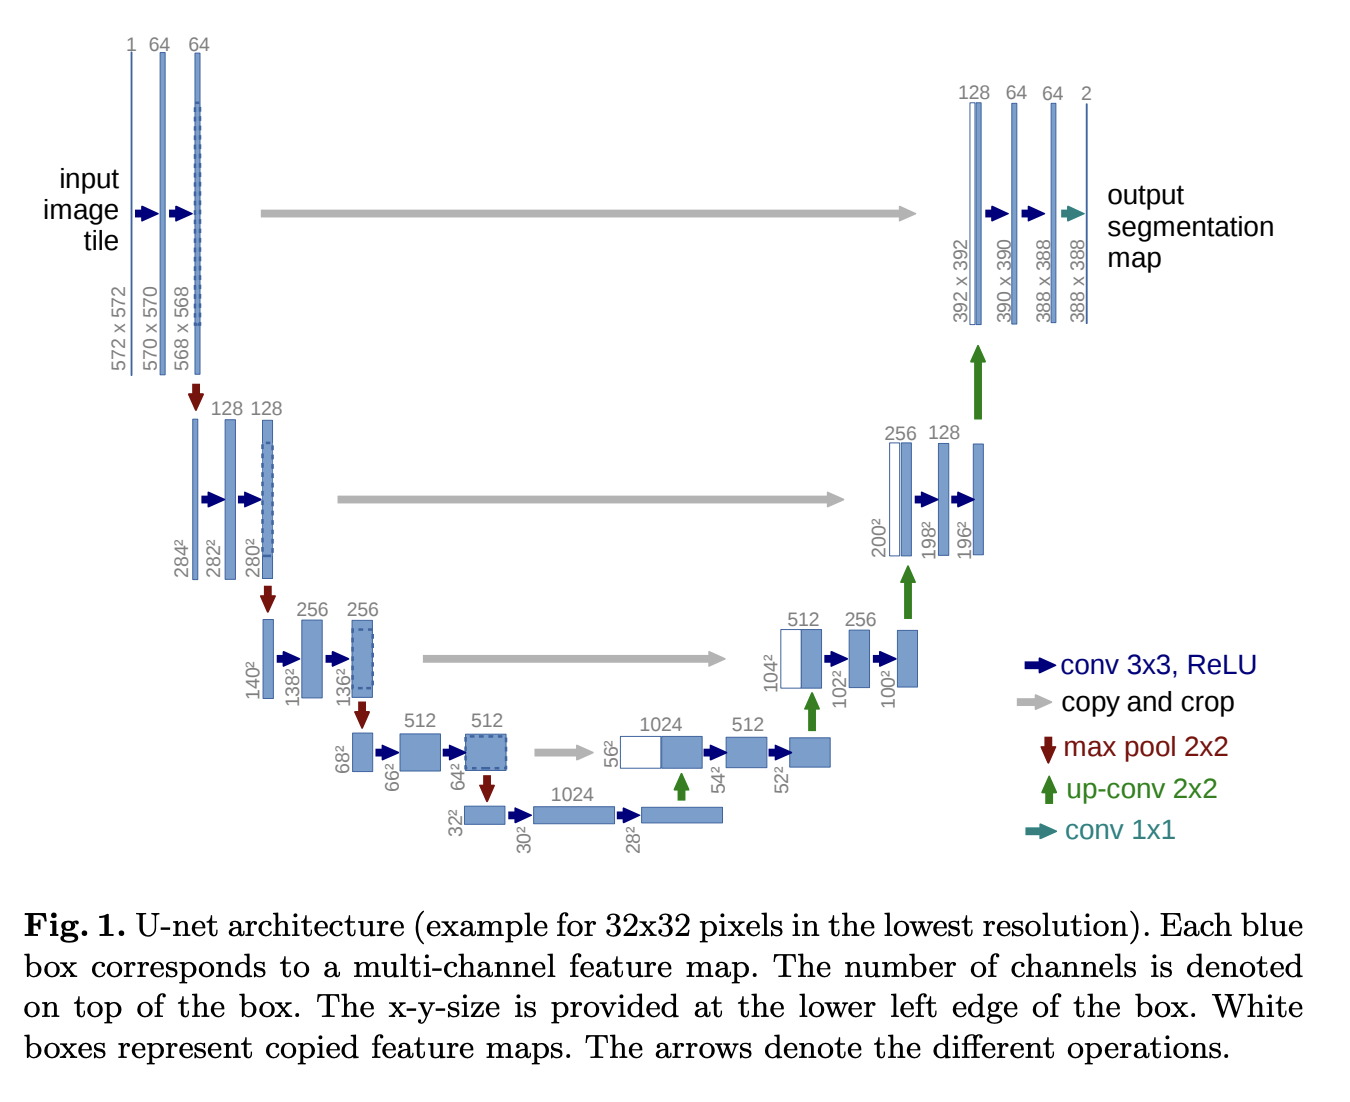 1 64 64
128 64 64 2
input
image
tile
output
segmentation
map
572 x 572
570 x 570
568 x 568
392 x 392
390 x 390
388 x 388
388 x 388
128 128
256 128
284²
282²
280²
200²
198²
196²
256 256
512 256
140²
138²
136²
104²
102²
100²
512 512
1024 512
68²
66²
64²
56²
54²
52²
1024
32²
30²
28²
conv 3x3, ReLU
copy and crop
max pool 2x2
up-conv 2x2
conv 1x1
Fig. 1. U-net architecture (example for 32x32 pixels in the lowest resolution). Each blue
box corresponds to a multi-channel feature map. The number of channels is denoted
on top of the box. The x-y-size is provided at the lower left edge of the box. White
boxes represent copied feature maps. The arrows denote the different operations.